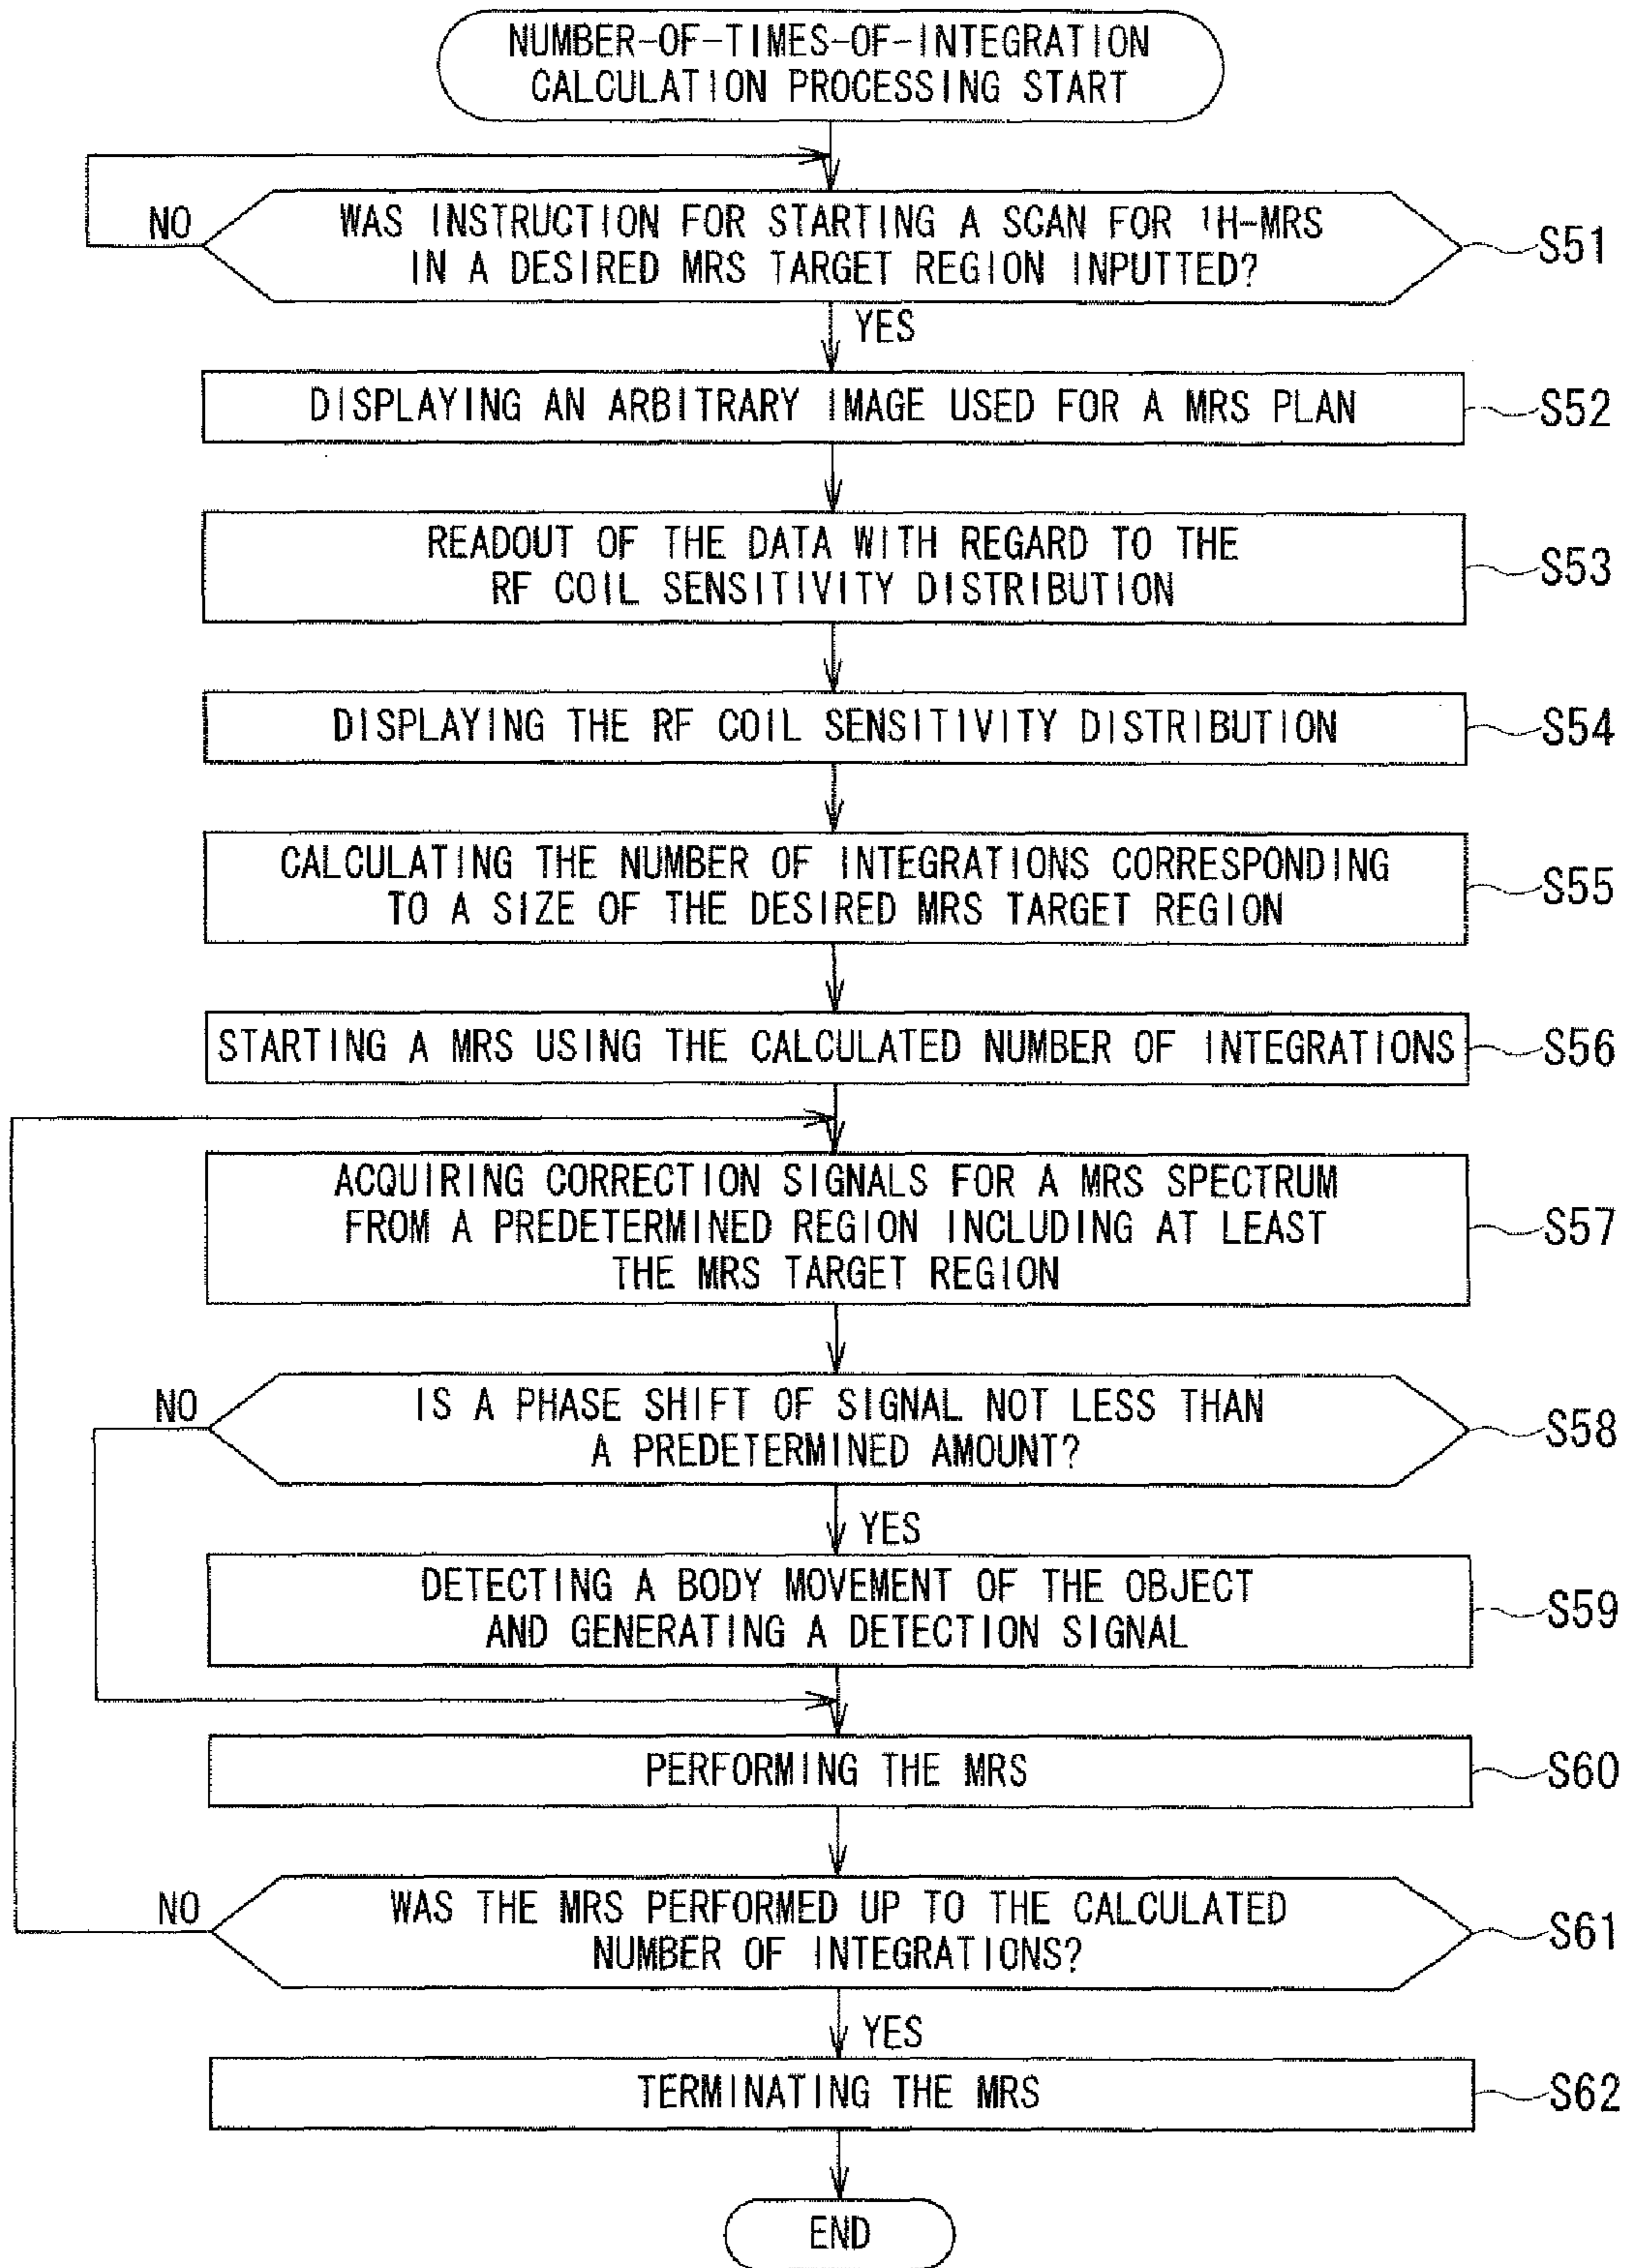 NUMBER-OF-TIMES-OF-INTEGRATION
CALCULATION PROCESSING START
NO
WAS INSTRUCTION FOR STARTING A SCAN FOR ¹H-MRS
IN A DESIRED MRS TARGET REGION INPUTTED?
S51
YES
DISPLAYING AN ARBITRARY IMAGE USED FOR A MRS PLAN
S52
READOUT OF THE DATA WITH REGARD TO THE
RF COIL SENSITIVITY DISTRIBUTION
S53
DISPLAYING THE RF COIL SENSITIVITY DISTRIBUTION
S54
CALCULATING THE NUMBER OF INTEGRATIONS CORRESPONDING
TO A SIZE OF THE DESIRED MRS TARGET REGION
S55
STARTING A MRS USING THE CALCULATED NUMBER OF INTEGRATIONS
S56
ACQUIRING CORRECTION SIGNALS FOR A MRS SPECTRUM
FROM A PREDETERMINED REGION INCLUDING AT LEAST
THE MRS TARGET REGION
S57
NO
IS A PHASE SHIFT OF SIGNAL NOT LESS THAN
A PREDETERMINED AMOUNT?
S58
YES
DETECTING A BODY MOVEMENT OF THE OBJECT
AND GENERATING A DETECTION SIGNAL
S59
PERFORMING THE MRS
S60
NO
WAS THE MRS PERFORMED UP TO THE CALCULATED
NUMBER OF INTEGRATIONS?
S61
YES
TERMINATING THE MRS
S62
END